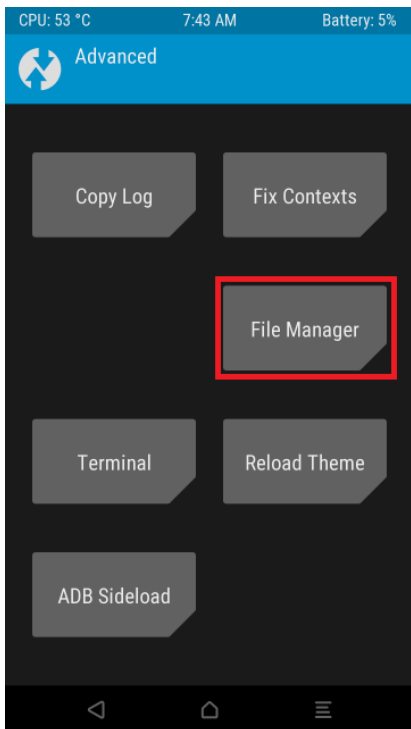 CPU: 53 °C 7:43 AM Battery: 5%
Advanced
Copy Log Fix Contexts
File Manager
Terminal Reload Theme
ADB Sideload